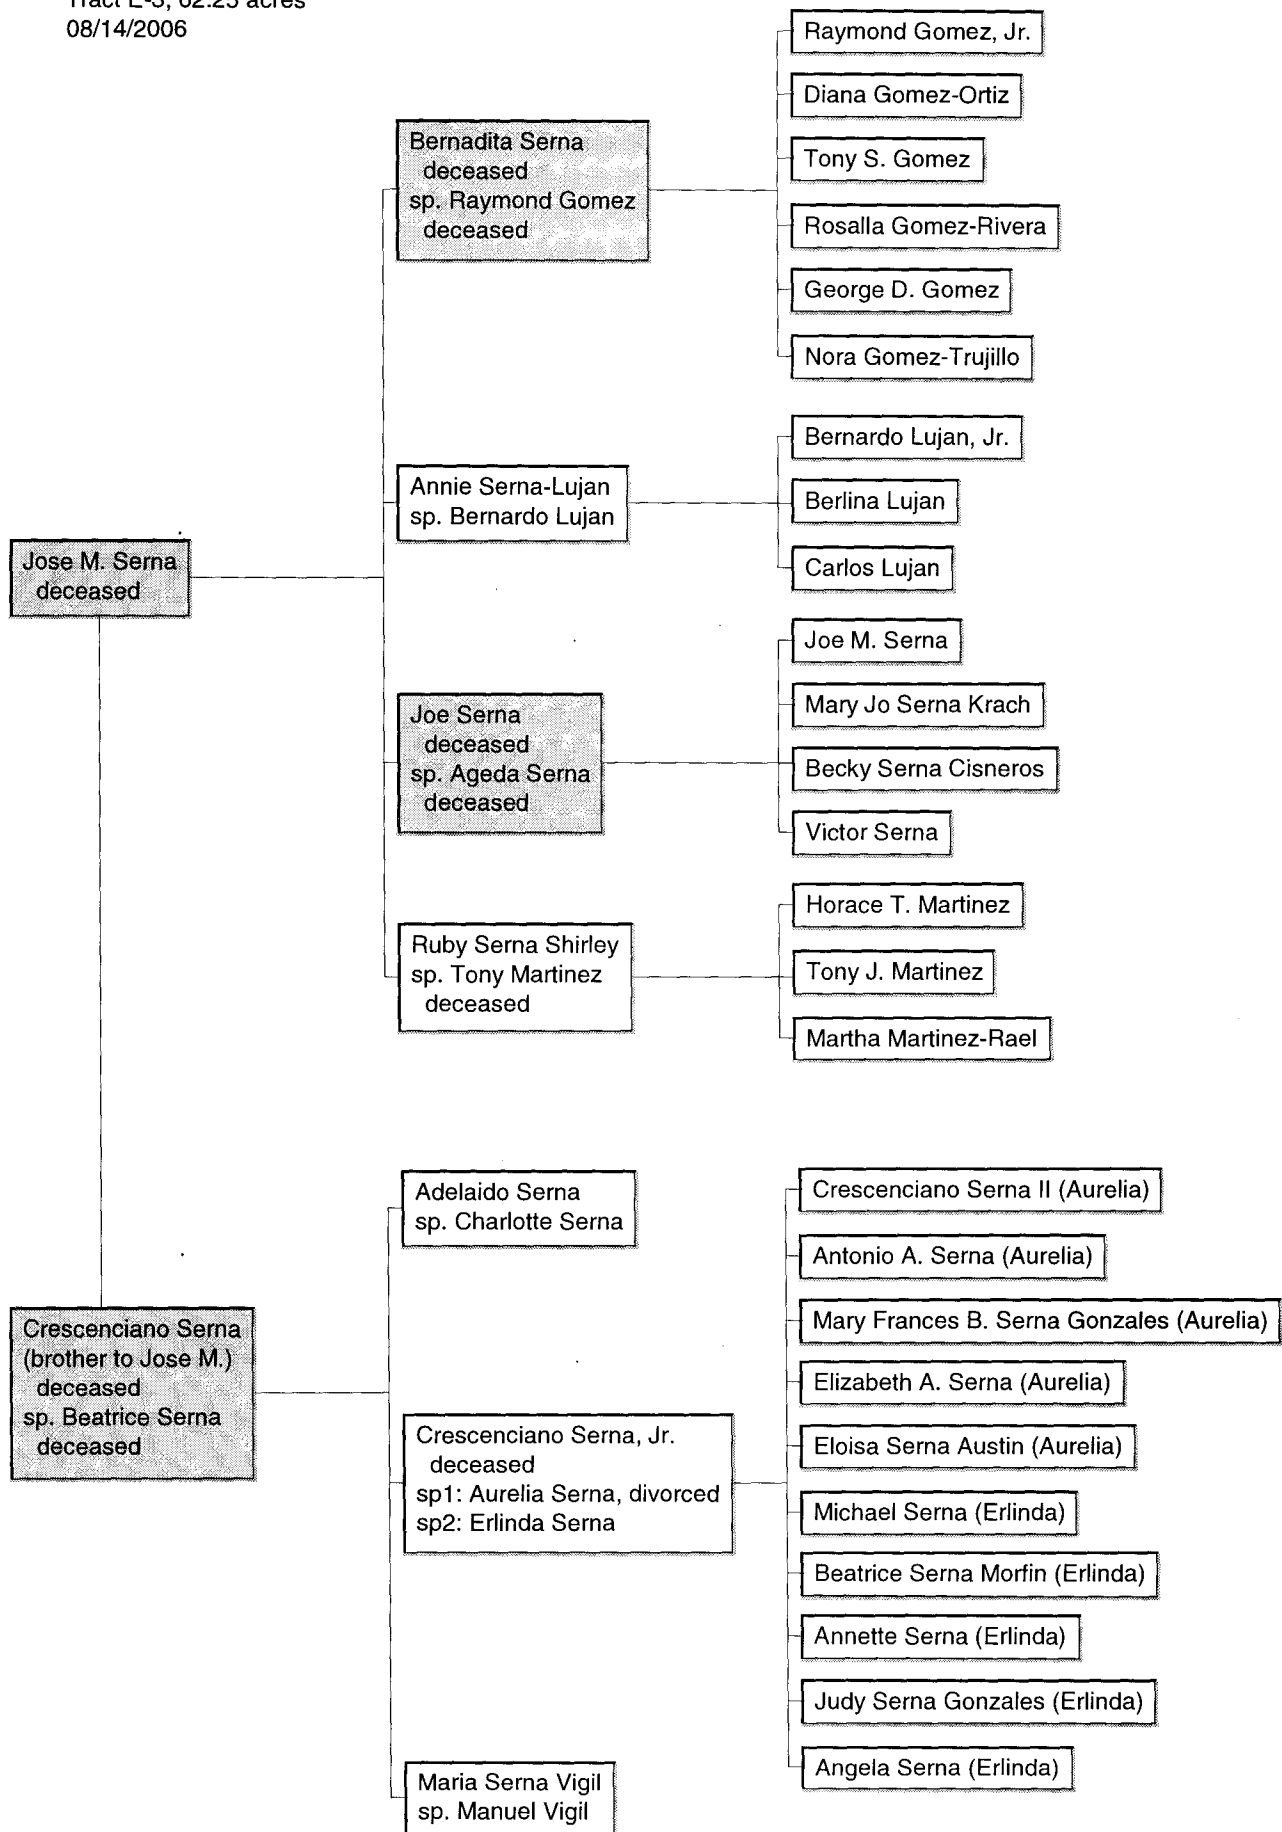 Tract E-3, 62.25 acres
08/14/2006
Jose M. Serna
deceased
Bernadita Serna
deceased
sp. Raymond Gomez
deceased
Raymond Gomez, Jr.
Diana Gomez-Ortiz
Tony S. Gomez
Rosalla Gomez-Rivera
George D. Gomez
Nora Gomez-Trujillo
Annie Serna-Lujan
sp. Bernardo Lujan
Bernardo Lujan, Jr.
Berlina Lujan
Carlos Lujan
Joe Serna
deceased
sp. Ageda Serna
deceased
Joe M. Serna
Mary Jo Serna Krach
Becky Serna Cisneros
Victor Serna
Ruby Serna Shirley
sp. Tony Martinez
deceased
Horace T. Martinez
Tony J. Martinez
Martha Martinez-Rael
Crescenciano Serna
(brother to Jose M.)
deceased
sp. Beatrice Serna
deceased
Adelaido Serna
sp. Charlotte Serna
Crescenciano Serna, Jr.
deceased
sp1: Aurelia Serna, divorced
sp2: Erlinda Serna
Crescenciano Serna II (Aurelia)
Antonio A. Serna (Aurelia)
Mary Frances B. Serna Gonzales (Aurelia)
Elizabeth A. Serna (Aurelia)
Eloisa Serna Austin (Aurelia)
Michael Serna (Erlinda)
Beatrice Serna Morfin (Erlinda)
Annette Serna (Erlinda)
Judy Serna Gonzales (Erlinda)
Angela Serna (Erlinda)
Maria Serna Vigil
sp. Manuel Vigil